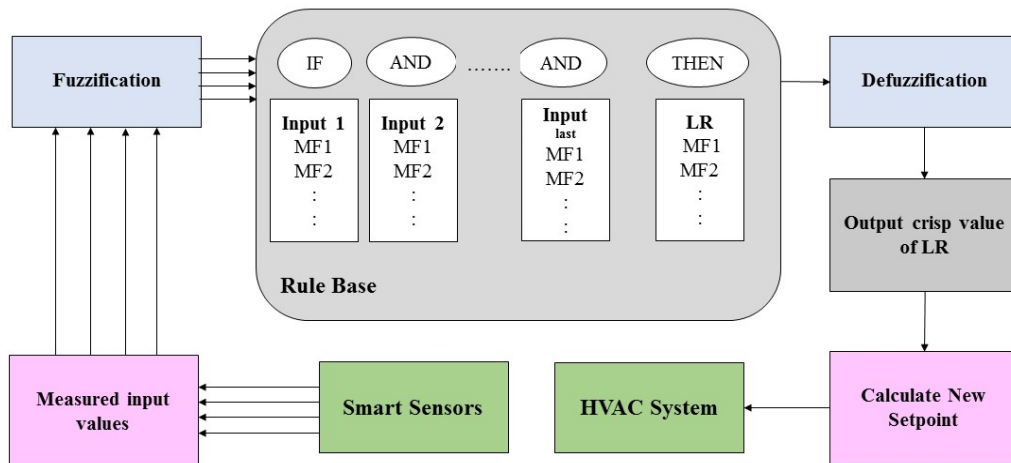 Fuzzification
IF
AND
.......
AND
THEN
Defuzzification
Input 1
MF1
MF2
:
:
Input 2
MF1
MF2
:
:
Input
last
MF1
MF2
:
:
LR
MF1
MF2
:
:
Rule Base
Output crisp value
of LR
Measured input
values
Smart Sensors
HVAC System
Calculate New
Setpoint